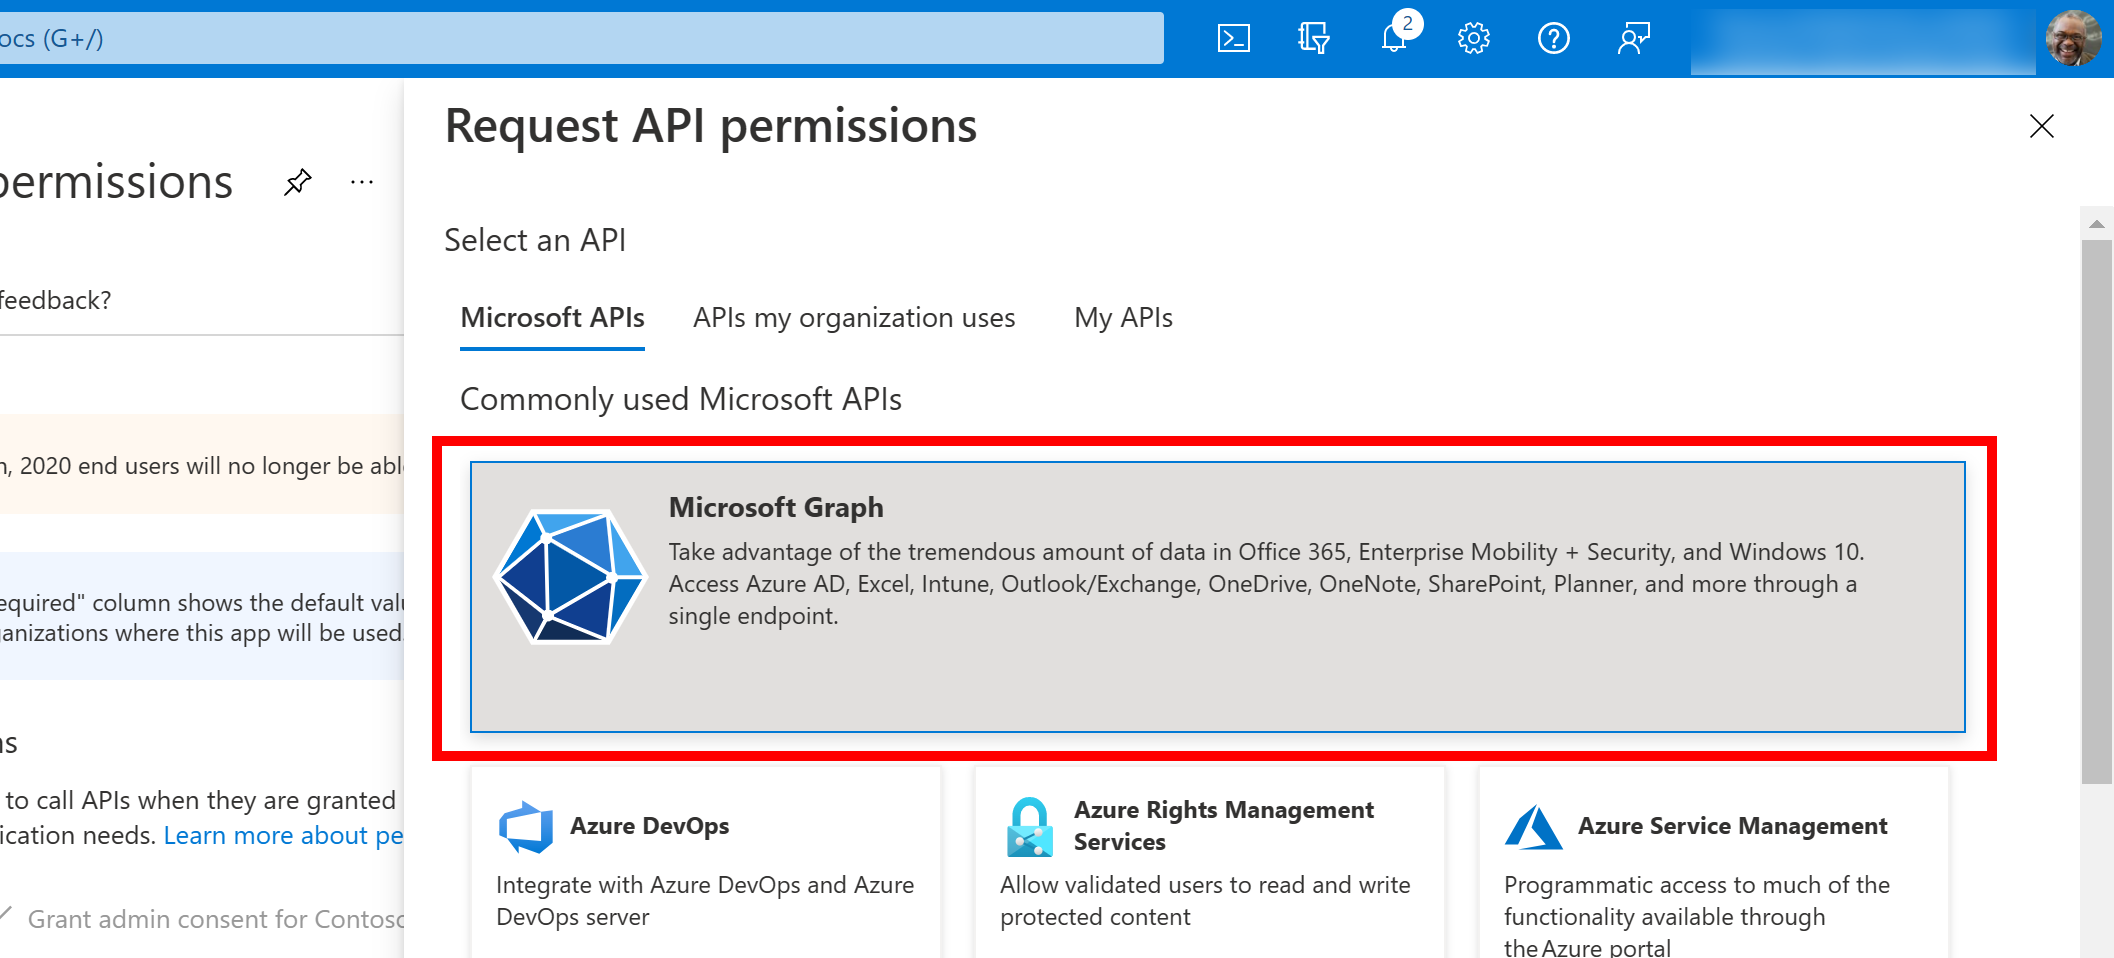 ocs (G+/)
2
Request API permissions
permissions
...
Select an API
feedback?
Microsoft APIs
APIs my organization uses
My APIs
Commonly used Microsoft APIs
, 2020 end users will no longer be abl
equired" column shows the default val
anizations where this app will be used.
Microsoft Graph
Take advantage of the tremendous amount of data in Office 365, Enterprise Mobility + Security, and Windows 10.
Access Azure AD, Excel, Intune, Outlook/Exchange, OneDrive, OneNote, SharePoint, Planner, and more through a
single endpoint.
ns
to call APIs when they are granted
ication needs. Learn more about pe
Grant admin consent for Contoso
Azure DevOps
Integrate with Azure DevOps and Azure
DevOps server
Azure Rights Management
Services
Allow validated users to read and write
protected content
Azure Service Management
Programmatic access to much of the
functionality available through
the Azure portal